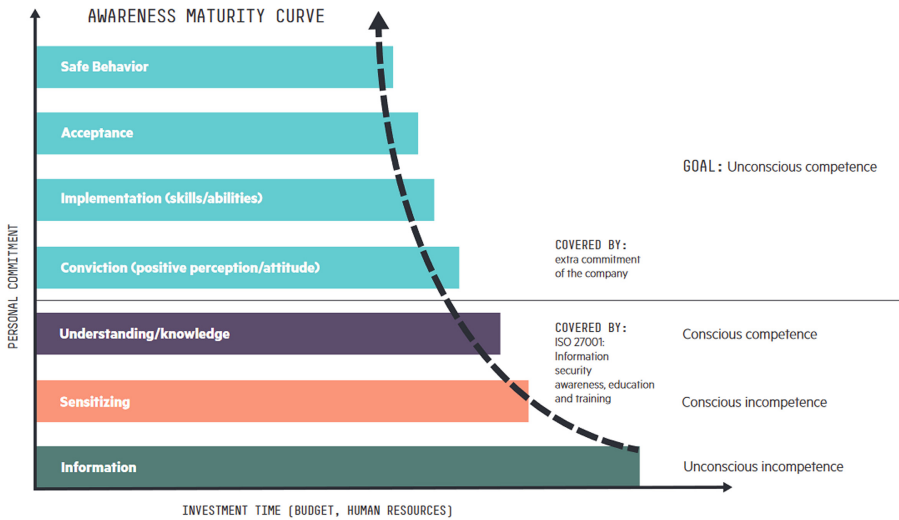 AWARENESS MATURITY CURVE
Safe Behavior
Acceptance
GOAL: Unconscious competence
Implementation (skills/abilities)
COVERED BY:
extra commitment
of the company
Conviction (positive perception/attitude)
PERSONAL COMMITMENT
COVERED BY:
ISO 27001:
Information
security
awareness, education
and training
Understanding/knowledge
Conscious competence
Sensitizing
Conscious incompetence
Information
Unconscious incompetence
INVESTMENT TIME (BUDGET, HUMAN RESOURCES)